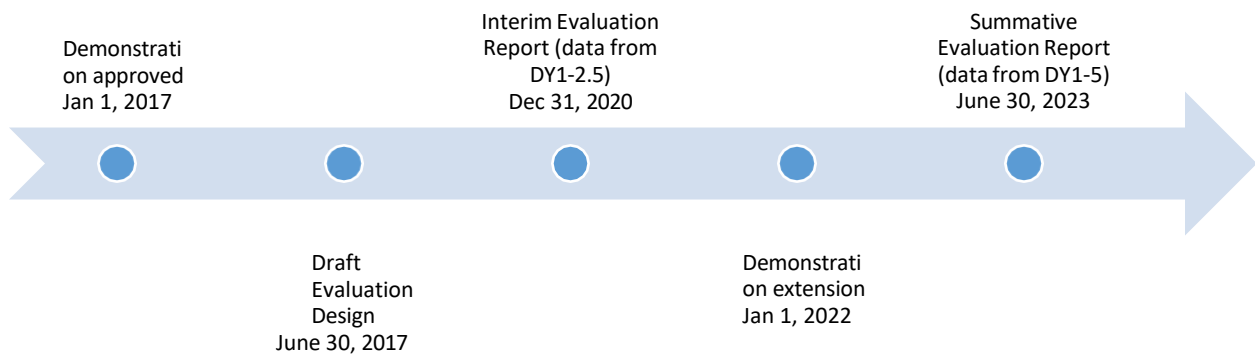 Demonstrati
on approved
Jan 1, 2017
Draft
Evaluation
Design
June 30, 2017
Interim Evaluation
Report (data from
DY1-2.5)
Dec 31, 2020
Demonstrati
on extension
Jan 1, 2022
Summative
Evaluation Report
(data from DY1-5)
June 30, 2023